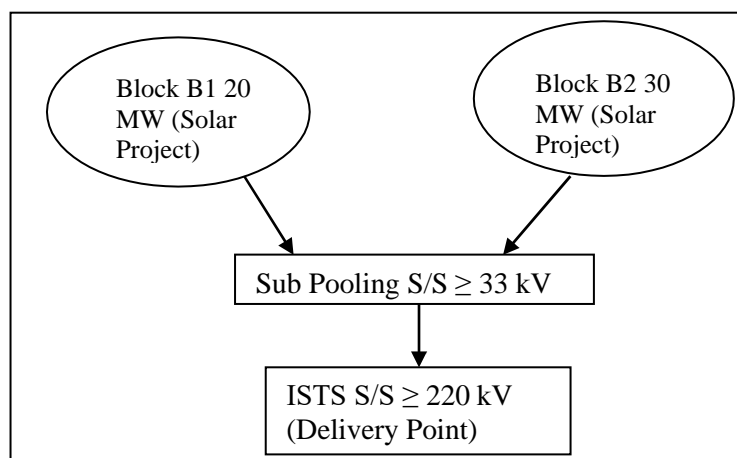 Block B1 20
MW (Solar
Project)
Block B2 30
MW (Solar
Project)
Sub Pooling S/S ≥ 33 kV
ISTS S/S ≥ 220 kV
(Delivery Point)